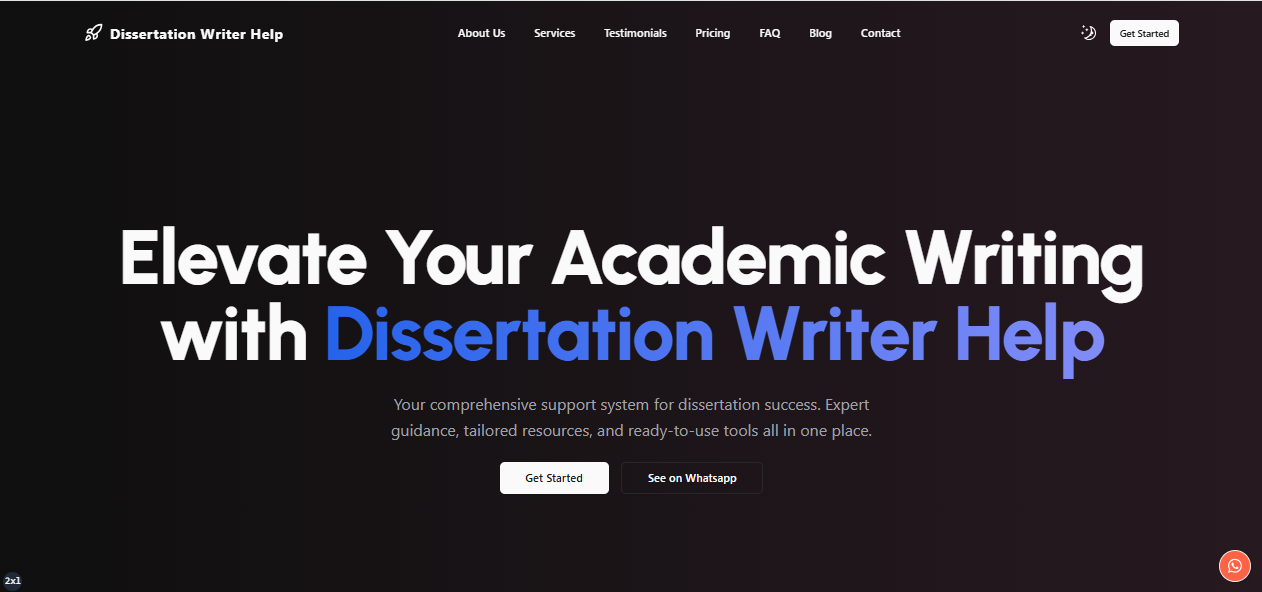 Dissertation Writer Help
About Us Services Testimonials Pricing FAQ Blog Contact
Get Started
Elevate Your Academic Writing
with Dissertation Writer Help
Your comprehensive support system for dissertation success. Expert
guidance, tailored resources, and ready-to-use tools all in one place.
Get Started
See on Whatsapp
2x1